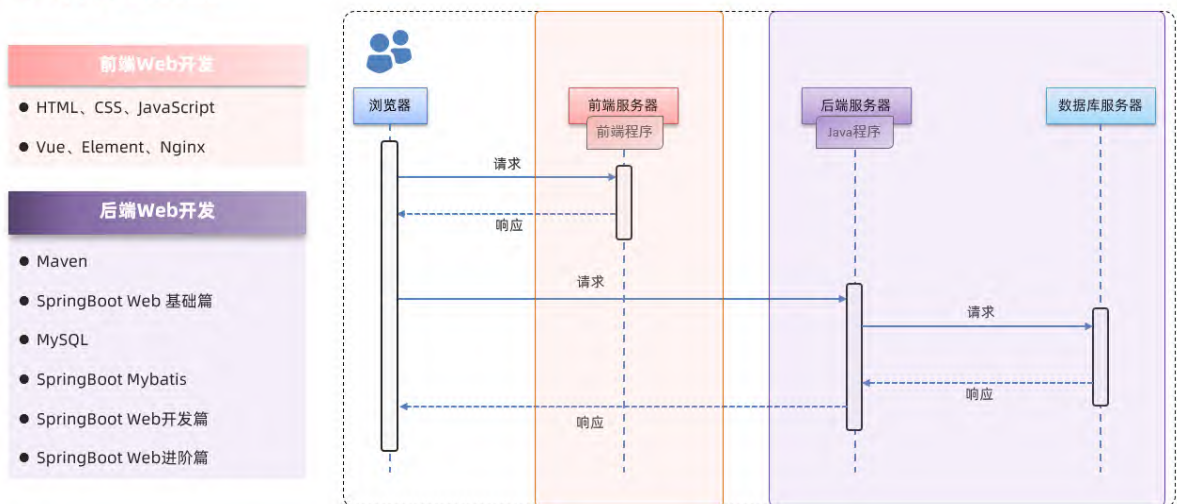 前端Web开发
● HTML、CSS、JavaScript
● Vue、Element、Nginx
后端Web开发
● Maven
● SpringBoot Web 基础篇
● MySQL
● SpringBoot Mybatis
● SpringBoot Web开发篇
● SpringBoot Web进阶篇
浏览器
前端服务器
前端程序
后端服务器
Java程序
数据库服务器
请求
响应
请求
请求
响应
响应